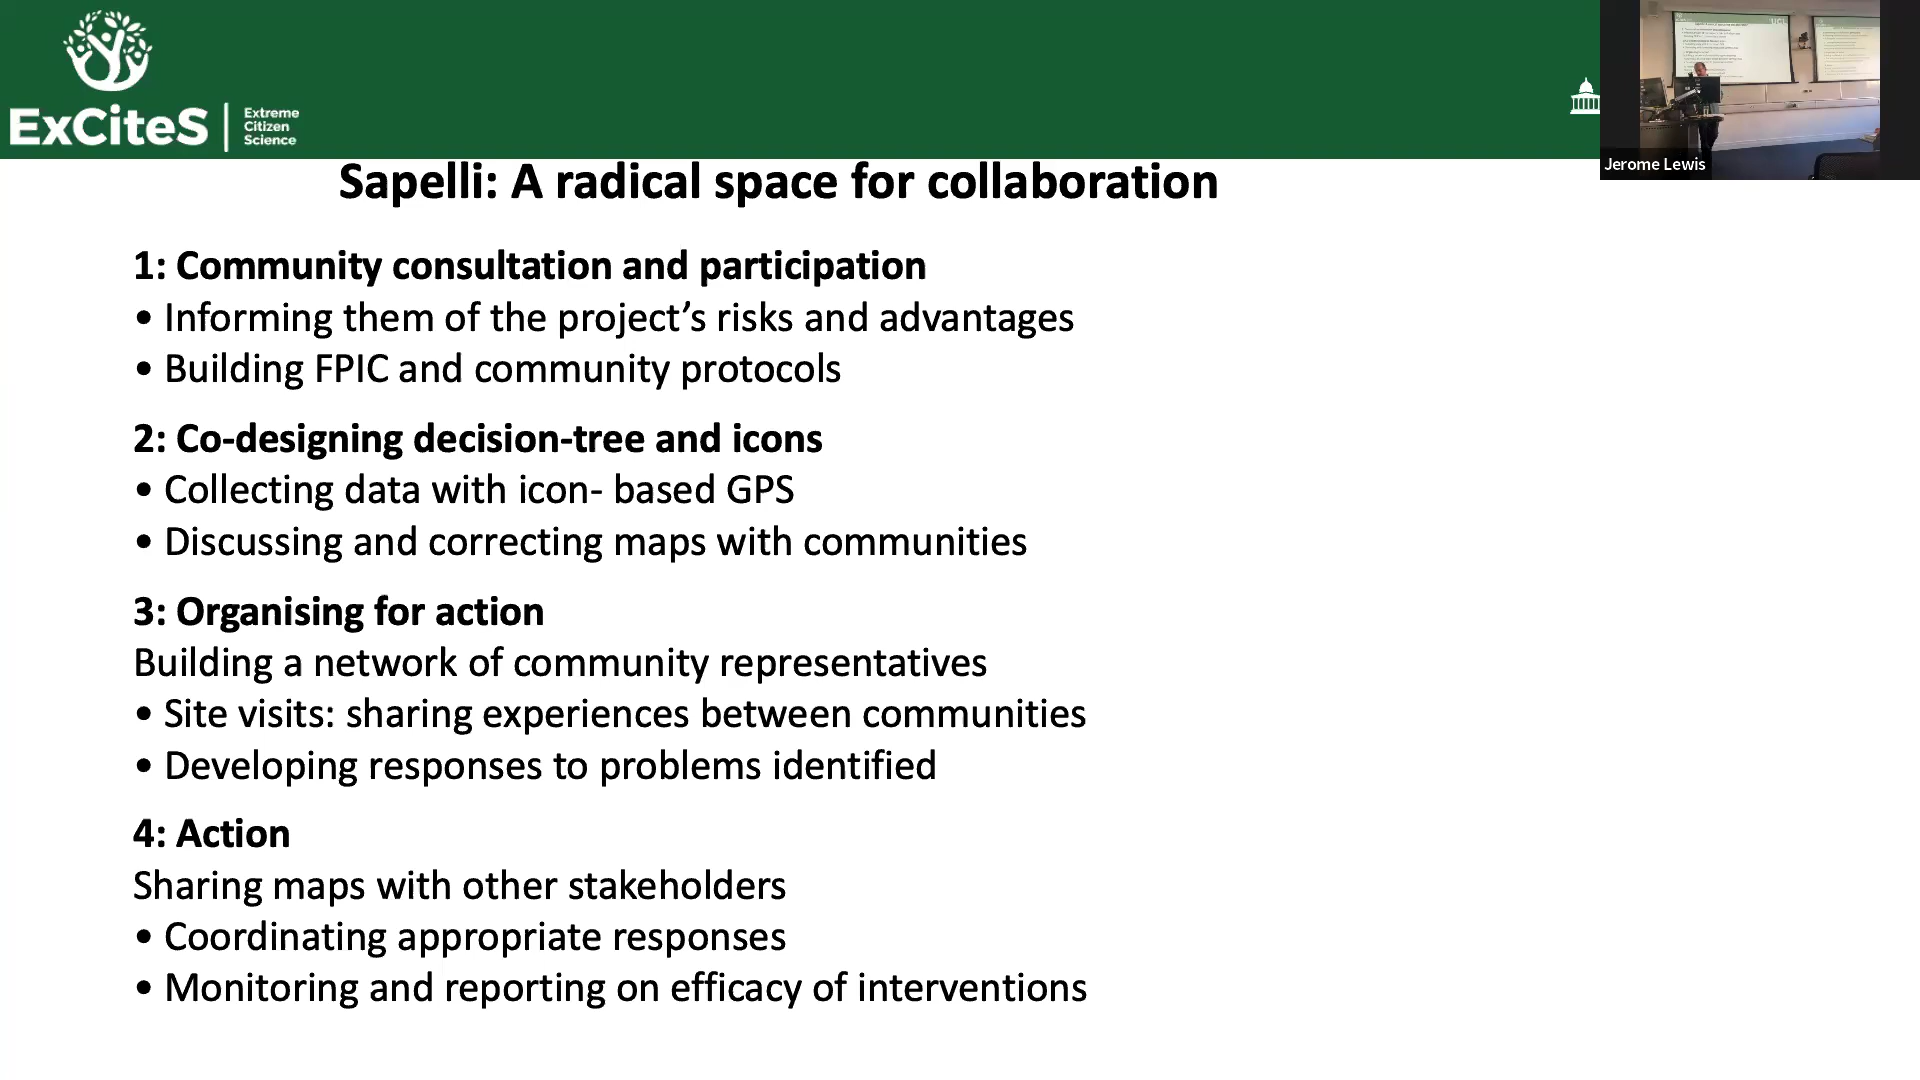 ExCiteS
Extreme
Citizen
Science
Jerome Lewis
Sapelli: A radical space for collaboration
1: Community consultation and participation
• Informing them of the project’s risks and advantages
• Building FPIC and community protocols
2: Co-designing decision-tree and icons
• Collecting data with icon- based GPS
• Discussing and correcting maps with communities
3: Organising for action
Building a network of community representatives
• Site visits: sharing experiences between communities
• Developing responses to problems identified
4: Action
Sharing maps with other stakeholders
• Coordinating appropriate responses
• Monitoring and reporting on efficacy of interventions